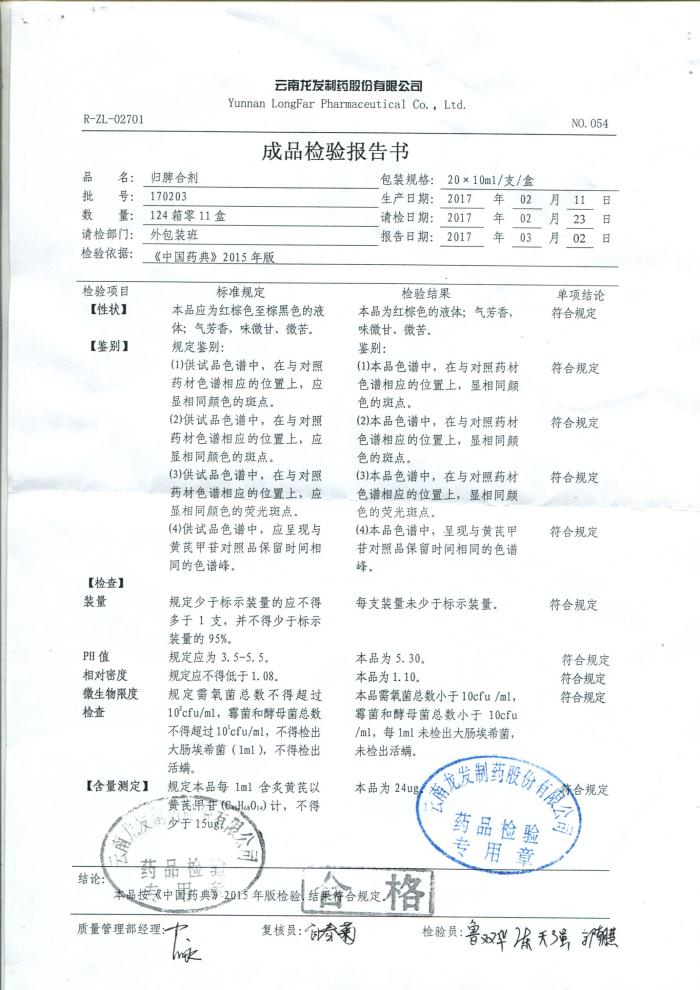 云南龙发制药股份有限公司
Yunnan LongFar Pharmaceutical Co., Ltd.
R-ZL-02701 NO.054
成品检验报告书
品 名: 归脾合剂 包装规格: 20×10ml/支/盒
批 号: 170203 生产日期: 2017 年 02 月 11 日
数 量: 124箱零11盒 请检日期: 2017 年 02 月 23 日
请检部门: 外包装班 报告日期: 2017 年 03 月 02 日
检验依据: 《中国药典》2015年版
检验项目 标准规定 检验结果 单项结论
【性状】 本品应为红棕色至棕黑色的液 本品为红棕色的液体；气芳香， 符合规定
体；气芳香，味微甘、微苦。 味微甘、微苦。
【鉴别】 规定鉴别: 鉴别:
(1)供试品色谱中，在与对照 (1)本品色谱中，在与对照药材 符合规定
药材色谱相应的位置上，应 色谱相应的位置上，显相同颜
显相同颜色的斑点。 色的斑点。
(2)供试品色谱中，在与对照 (2)本品色谱中，在与对照药材 符合规定
药材色谱相应的位置上，应 色谱相应的位置上，显相同颜
显相同颜色的斑点。 色的斑点。
(3)供试品色谱中，在与对照 (3)本品色谱中，在与对照药材 符合规定
药材色谱相应的位置上，应 色谱相应的位置上，显相同颜
显相同颜色的荧光斑点。 色的荧光斑点。
(4)供试品色谱中，应呈现与 (4)本品色谱中，呈现与黄芪甲 符合规定
黄芪甲苷对照品保留时间相 苷对照品保留时间相同的色谱
同的色谱峰。 峰。
【检查】
装量 规定少于标示装量的应不得 每支装量未少于标示装量。 符合规定
多于1支，并不得少于标示
装量的95%。
PH值 规定应为3.5-5.5。 本品为5.30。 符合规定
相对密度 规定应不得低于1.08。 本品为1.10。 符合规定
微生物限度 规定需氧菌总数不得超过 本品需氧菌总数小于10cfu/ml， 符合规定
检查 10²cfu/ml，霉菌和酵母菌总数 霉菌和酵母菌总数小于10cfu
不得超过10¹cfu/ml，不得检出 /ml，每1ml未检出大肠埃希菌，
大肠埃希菌（1ml），不得检出 未检出活螨。
活螨。
【含量测定】 规定本品每1ml含炙黄芪以 本品为24ug。 符合规定
黄芪甲苷(C₄₁H₆₈O₁₄)计，不得
少于15ug。
云南龙发制药股份有限公司
药品检验
专用章
云南龙发制药股份有限公司
药品检验
专用章
结论:
本品按《中国药典》2015年版检验，结果符合规定。
合格
质量管理部经理: 复核员: 检验员: